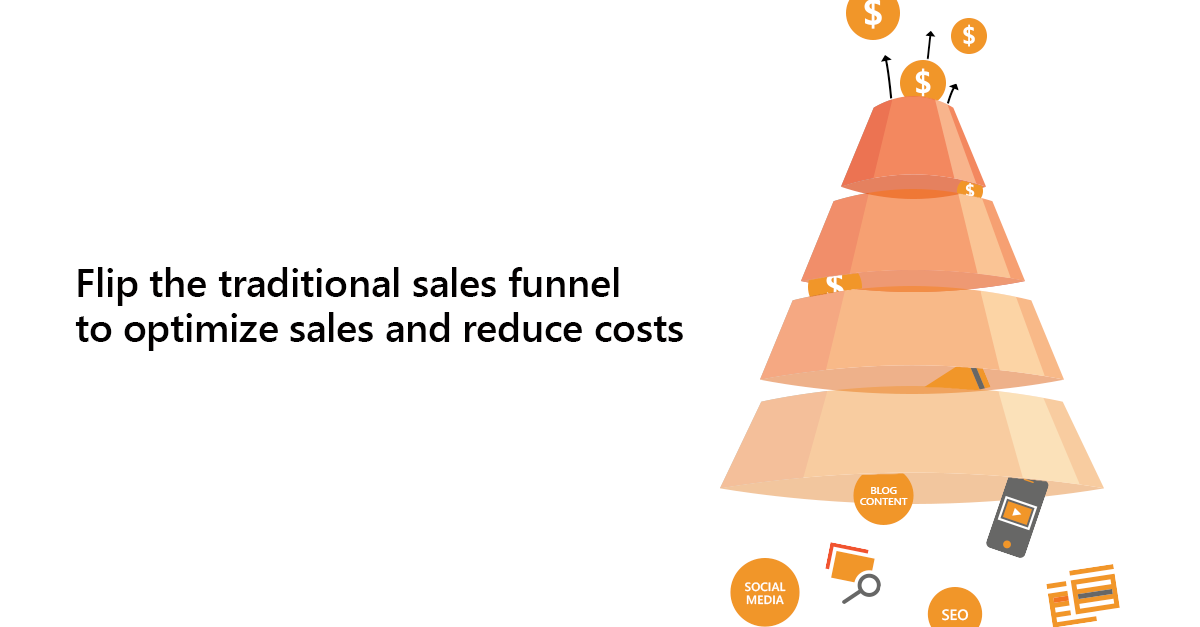 Flip the traditional sales funnel
to optimize sales and reduce costs
$
$
$
$
$
BLOG
CONTENT
SOCIAL
MEDIA
SEO